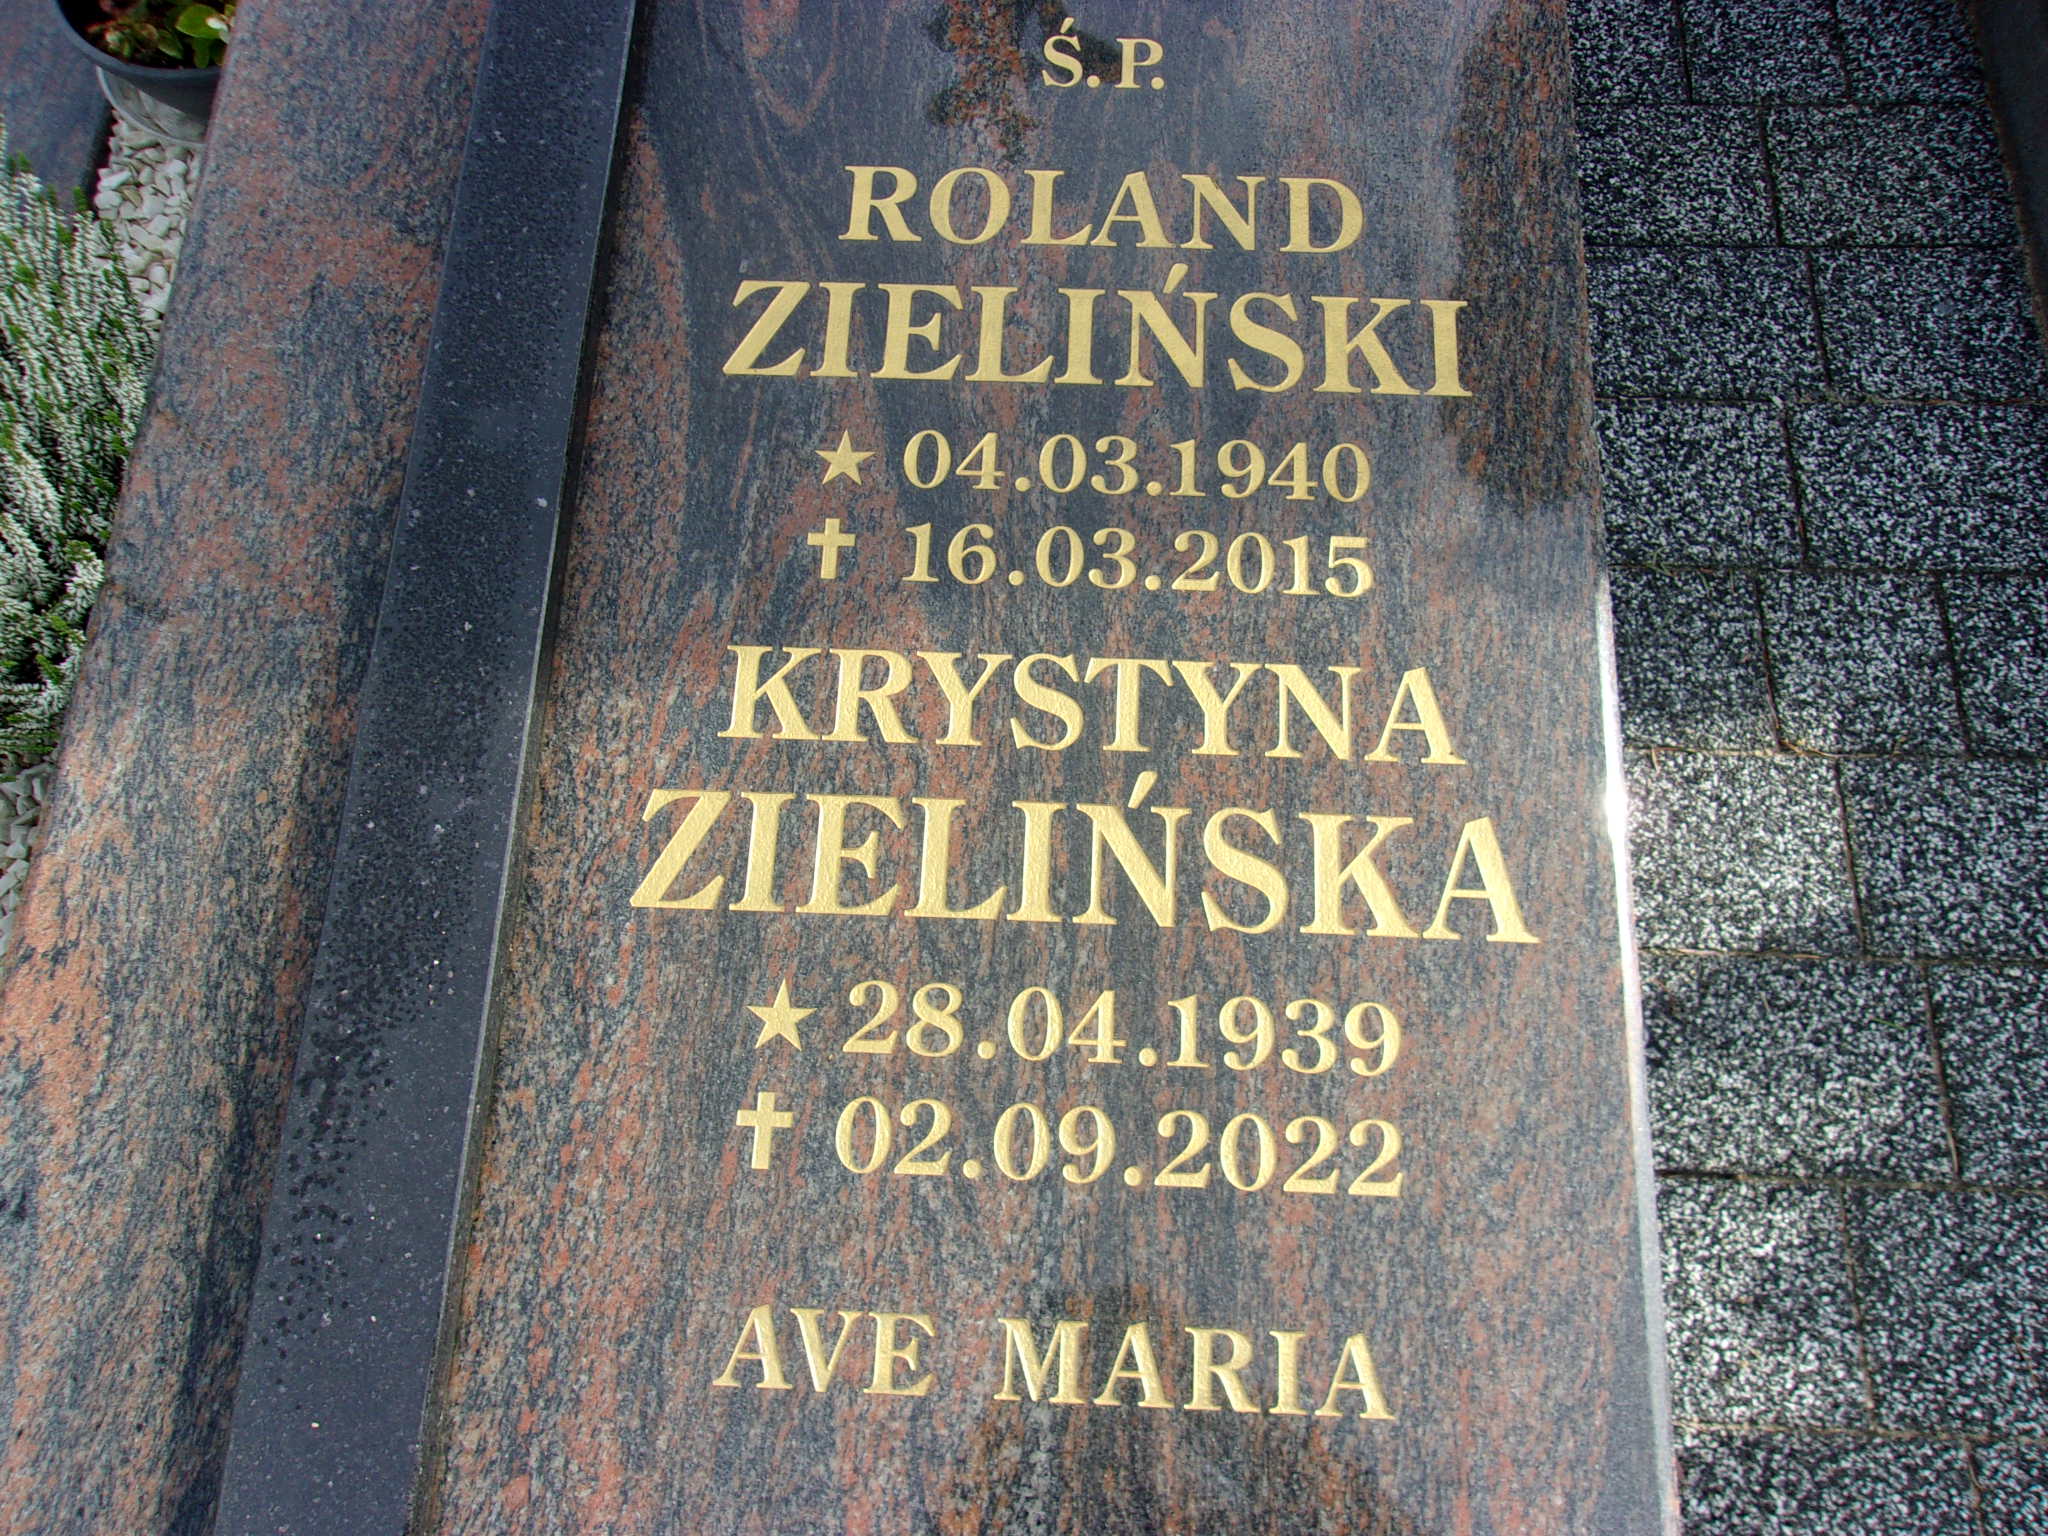 Ś. P.
ROLAND
ZIELIŃSKI
★ 04.03.1940
✝ 16.03.2015
KRYSTYNA
ZIELIŃSKA
★ 28.04.1939
✝ 02.09.2022
AVE MARIA